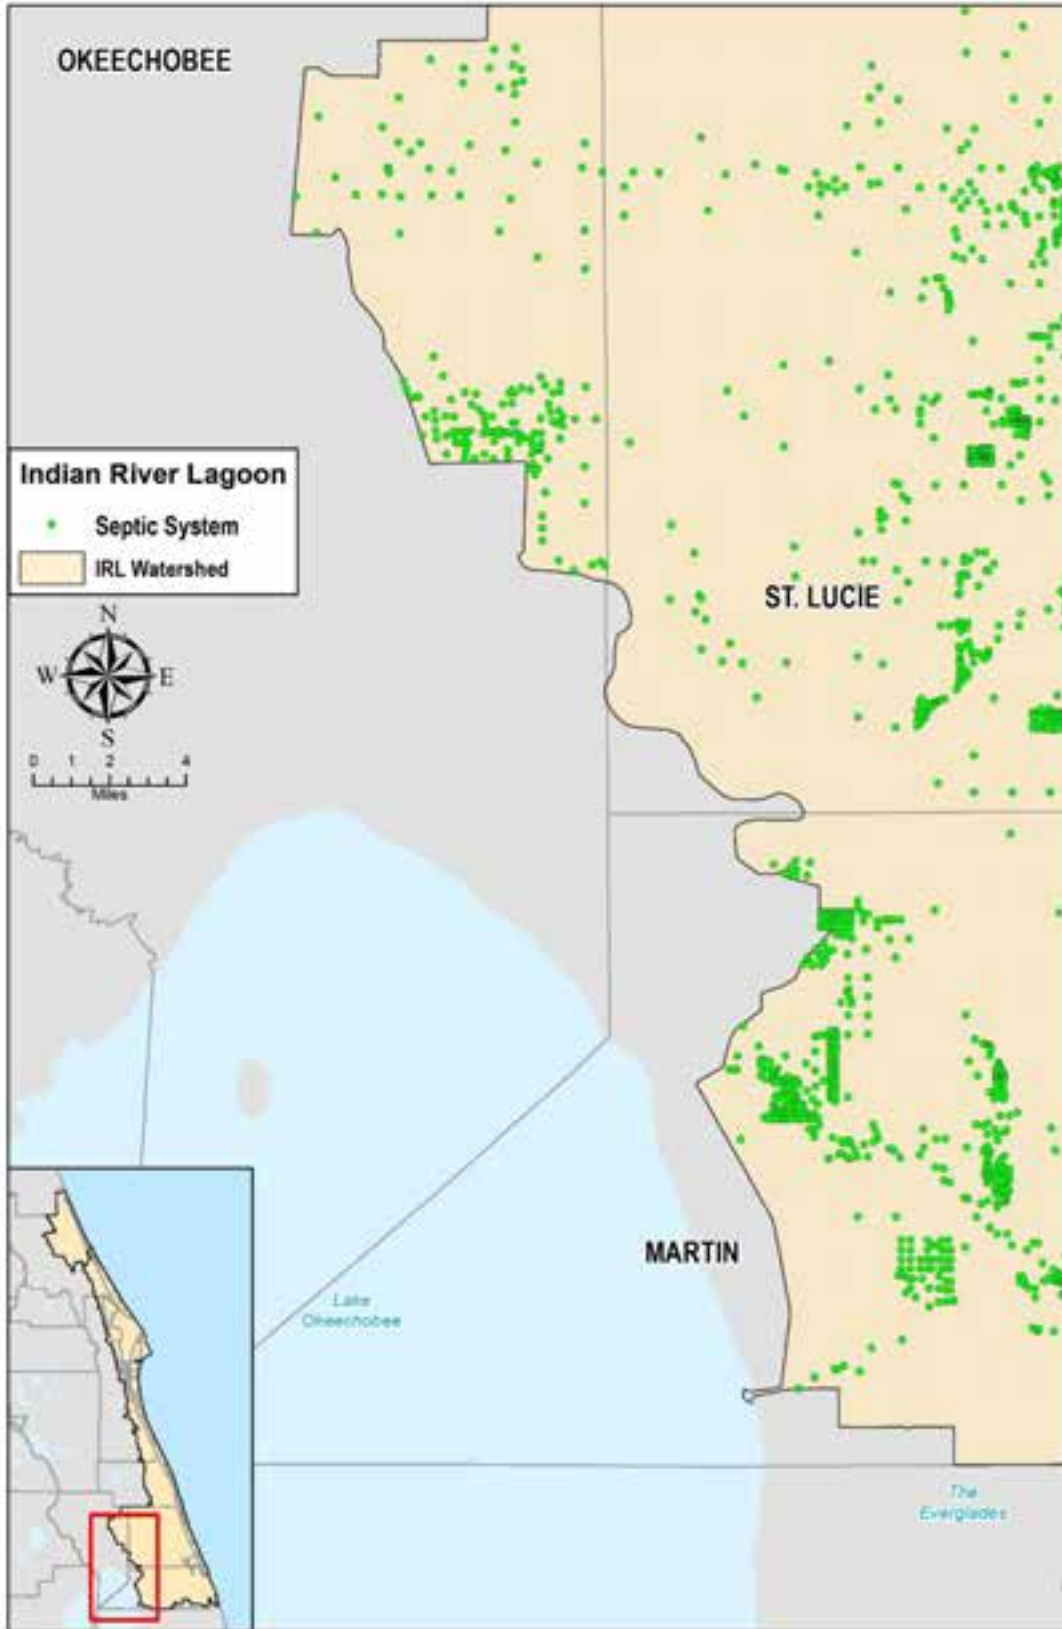 OKEECHOBEE
Indian River Lagoon
Septic System
IRL Watershed
N
W
E
S
0 1 2 4
Miles
ST. LUCIE
MARTIN
Lake
Okeechobee
The
Everglades